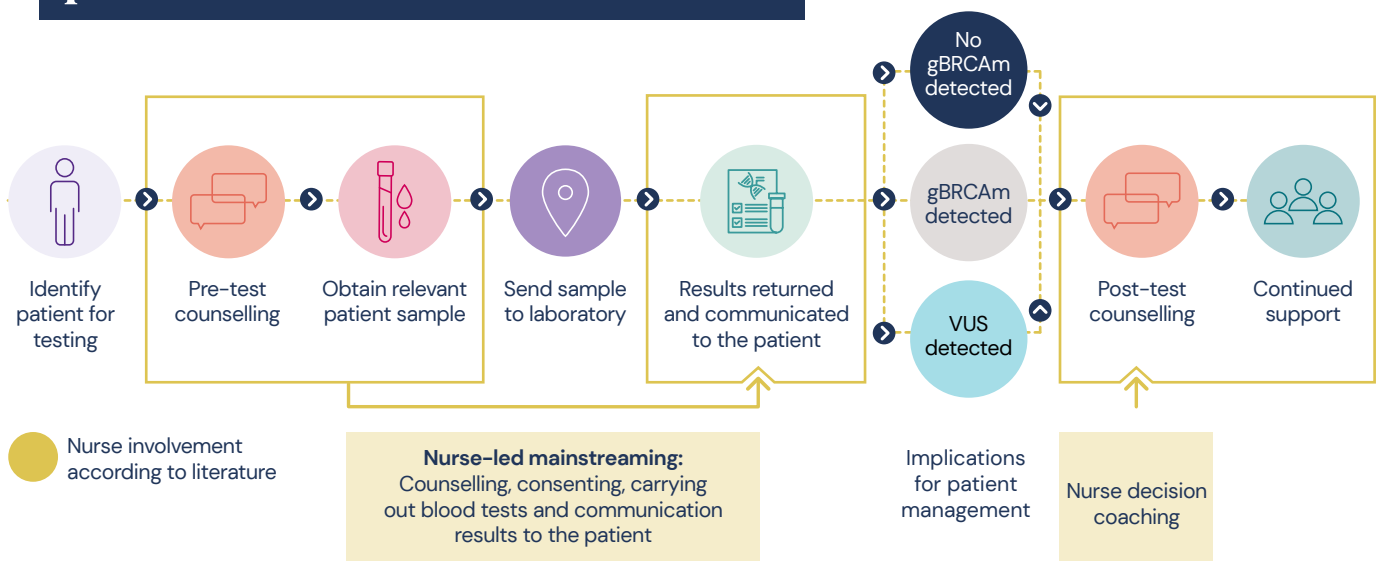 No
gBRCAm
detected
gBRCAm
detected
VUS
detected
Identify
patient for
testing
Pre-test
counselling
Obtain relevant
patient sample
Send sample
to laboratory
Results returned
and communicated
to the patient
Post-test
counselling
Continued
support
Nurse involvement
according to literature
Nurse-led mainstreaming:
Counselling, consenting, carrying
out blood tests and communication
results to the patient
Implications
for patient
management
Nurse decision
coaching